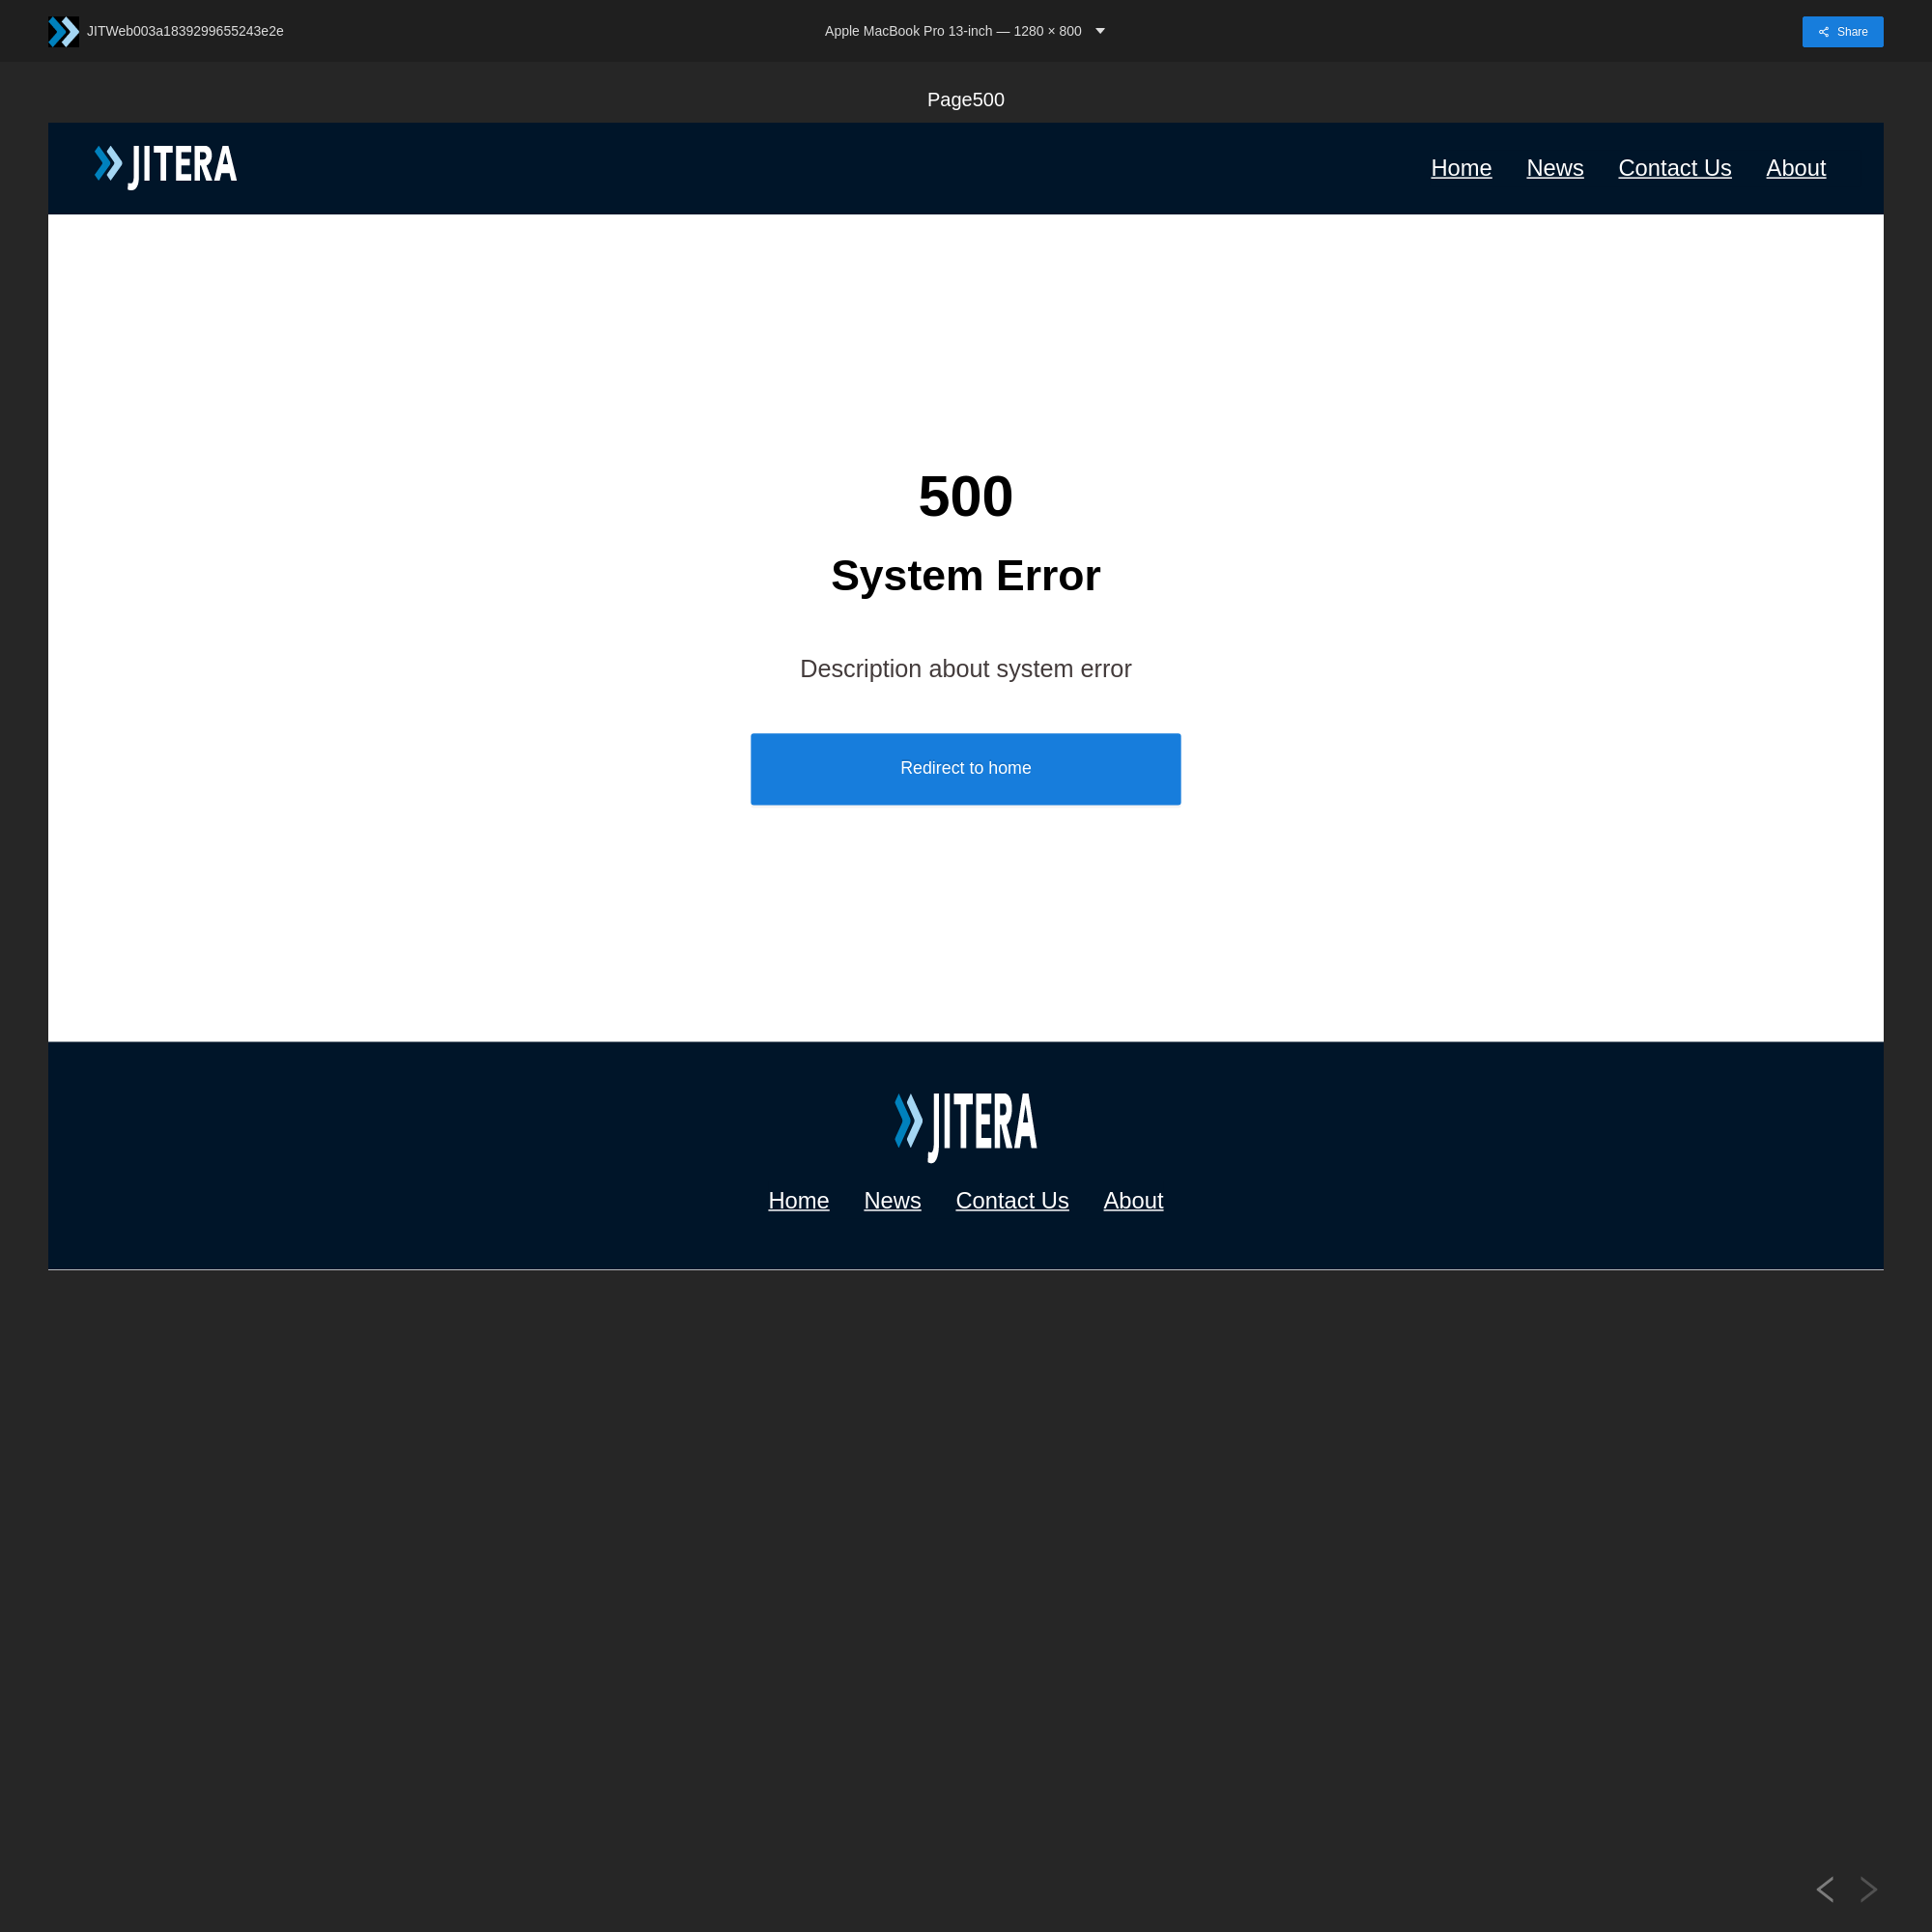 JITWeb003a1839299655243e2e
Apple MacBook Pro 13-inch — 1280 × 800
Share
Page500
JITERA
Home News Contact Us About
500
System Error
Description about system error
Redirect to home
JITERA
Home News Contact Us About